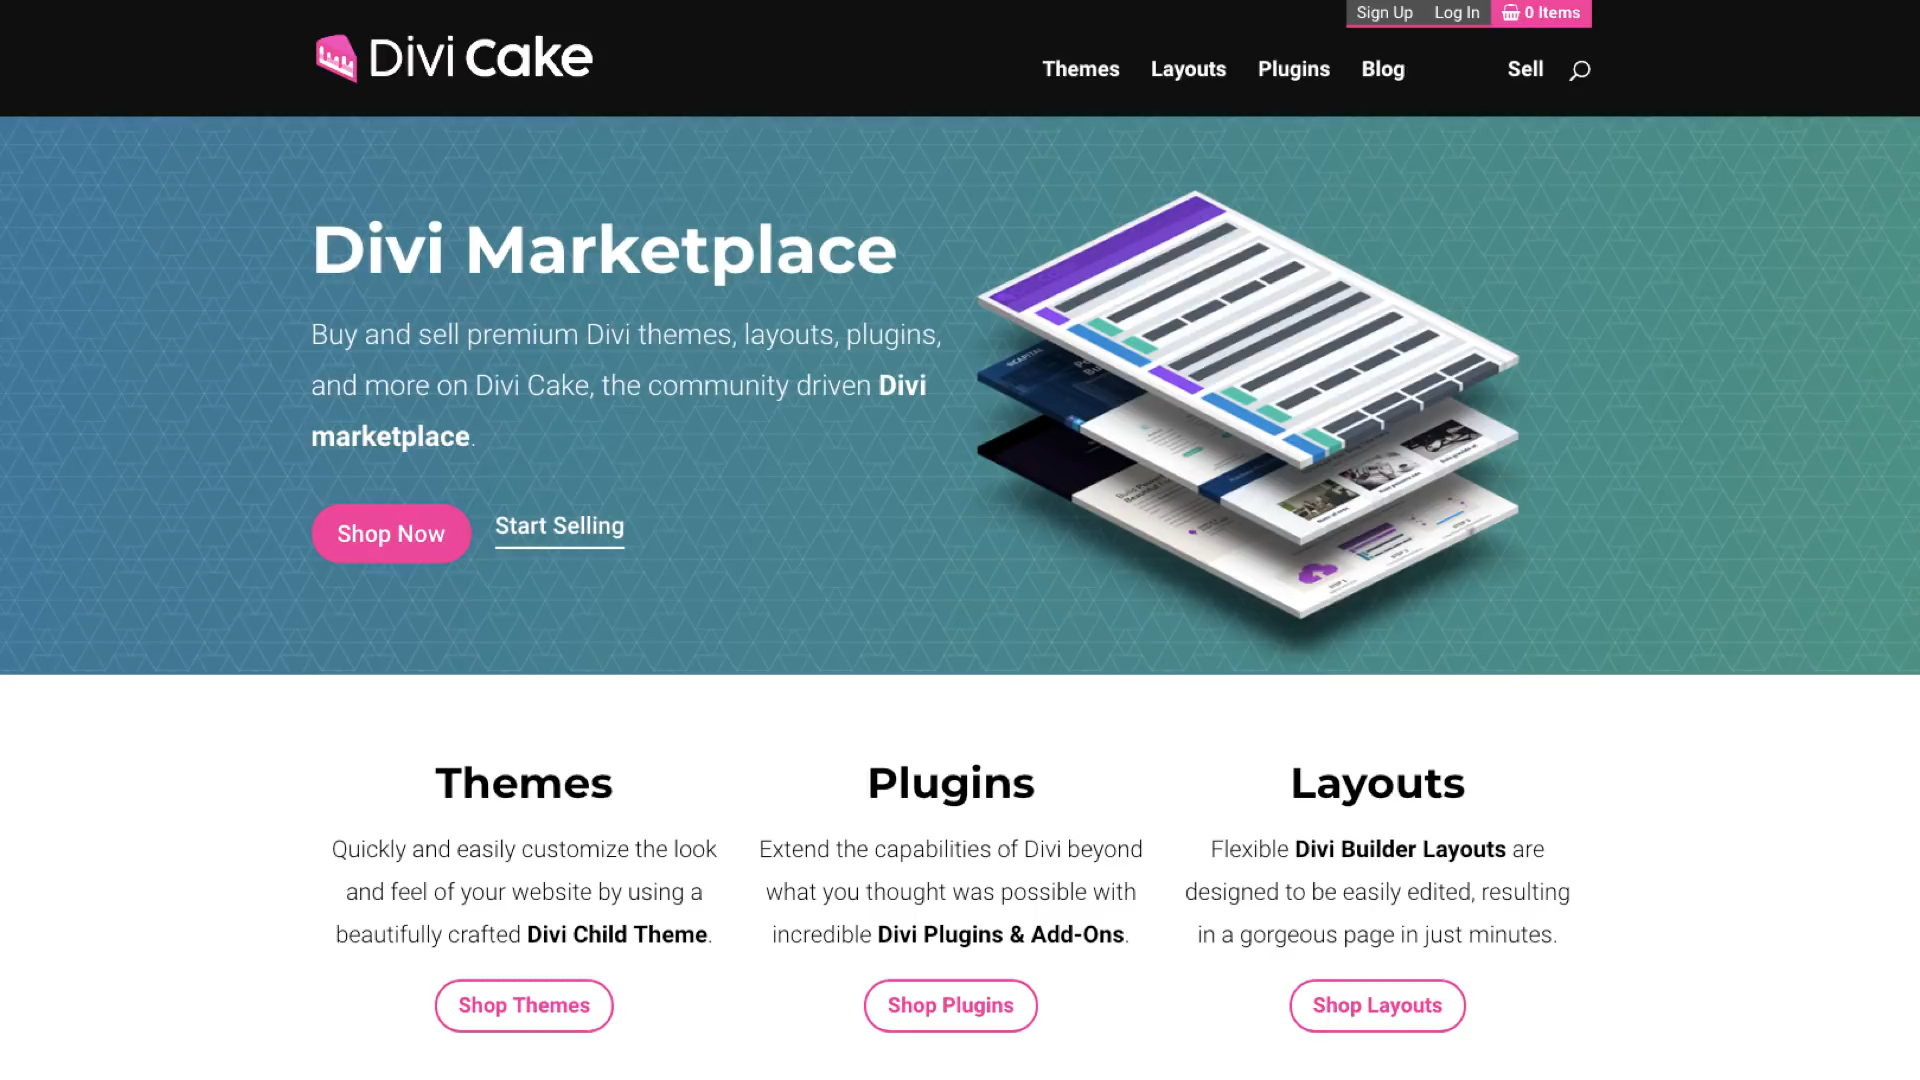 Sign Up Log In 0 Items
Divi Cake
Themes Layouts Plugins Blog Sell
Divi Marketplace
Buy and sell premium Divi themes, layouts, plugins,
and more on Divi Cake, the community driven Divi
marketplace.
Shop Now Start Selling
Themes
Quickly and easily customize the look
and feel of your website by using a
beautifully crafted Divi Child Theme.
Shop Themes
Plugins
Extend the capabilities of Divi beyond
what you thought was possible with
incredible Divi Plugins & Add-Ons.
Shop Plugins
Layouts
Flexible Divi Builder Layouts are
designed to be easily edited, resulting
in a gorgeous page in just minutes.
Shop Layouts